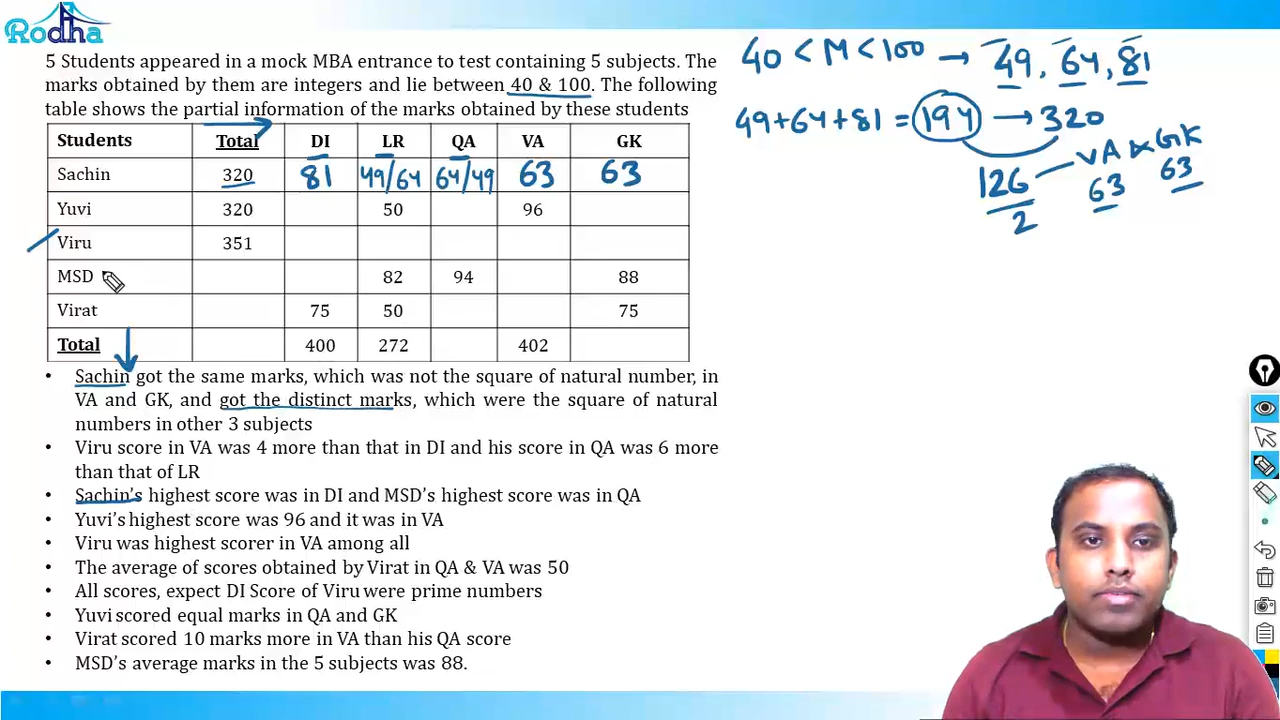 Rodha
5 Students appeared in a mock MBA entrance to test containing 5 subjects. The
marks obtained by them are integers and lie between 40 & 100. The following
table shows the partial information of the marks obtained by these students
Students Total DI LR QA VA GK
Sachin 320 81 49/64 64/49 63 63
Yuvi 320 50 96
Viru 351
MSD 82 94 88
Virat 75 50 75
Total 400 272 402
• Sachin got the same marks, which was not the square of natural number, in
VA and GK, and got the distinct marks, which were the square of natural
numbers in other 3 subjects
• Viru score in VA was 4 more than that in DI and his score in QA was 6 more
than that of LR
• Sachin's highest score was in DI and MSD's highest score was in QA
• Yuvi's highest score was 96 and it was in VA
• Viru was highest scorer in VA among all
• The average of scores obtained by Virat in QA & VA was 50
• All scores, expect DI Score of Viru were prime numbers
• Yuvi scored equal marks in QA and GK
• Virat scored 10 marks more in VA than his QA score
• MSD's average marks in the 5 subjects was 88.
40 < M < 100 → 49, 64, 81
49+64+81 = 194 → 320
VA & GK
126 63 63
2